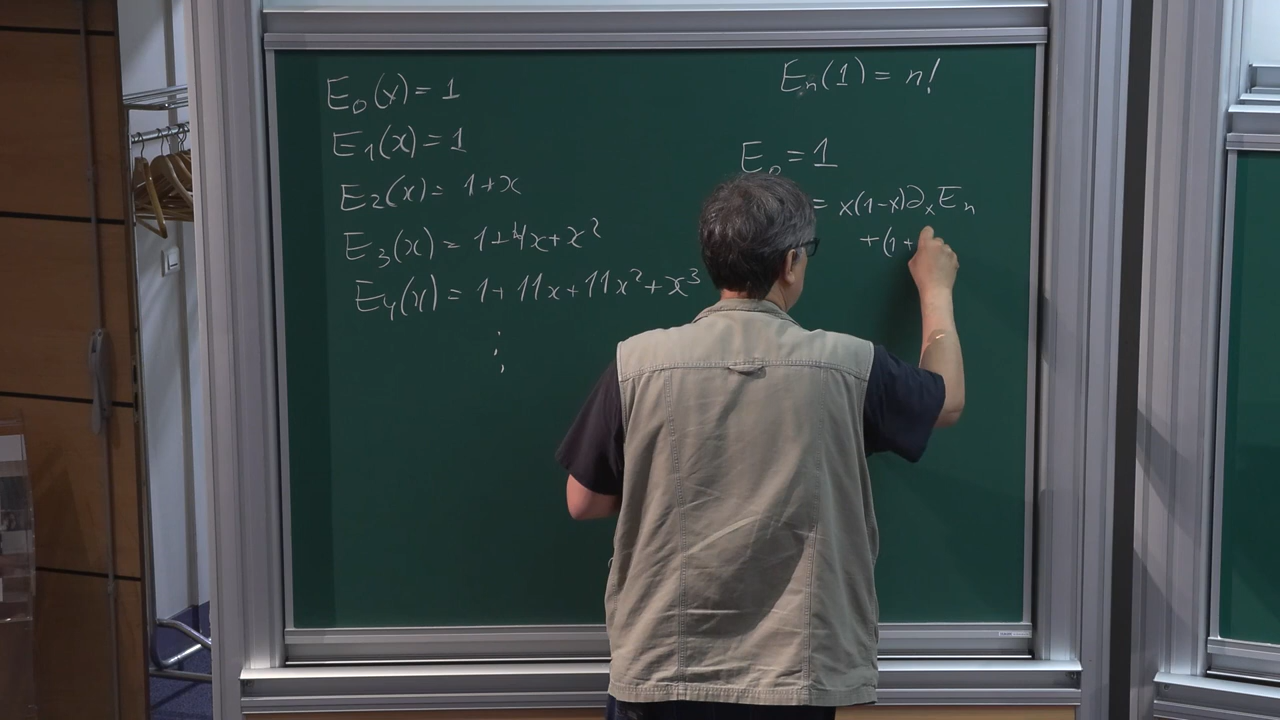 E₀(x) = 1
E₁(x) = 1
E₂(x) = 1+x
E₃(x) = 1+4x+x²
E₄(x) = 1+11x+11x²+x³
⋮
Eₙ(1) = n!
E₀ = 1
= x(1-x)∂ₓEₙ
+(1+